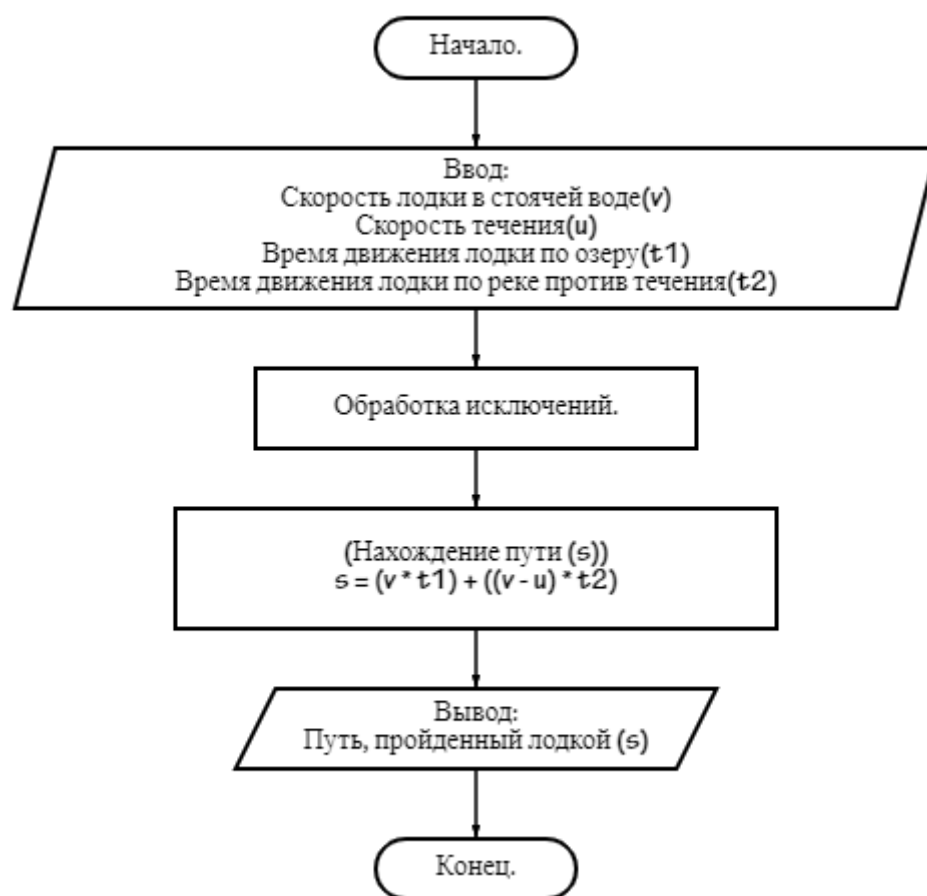 Начало.
Ввод:
Скорость лодки в стоячей воде(v)
Скорость течения(u)
Время движения лодки по озеру(t1)
Время движения лодки по реке против течения(t2)
Обработка исключений.
(Нахождение пути (s))
s = (v * t1) + ((v - u) * t2)
Вывод:
Путь, пройденный лодкой (s)
Конец.